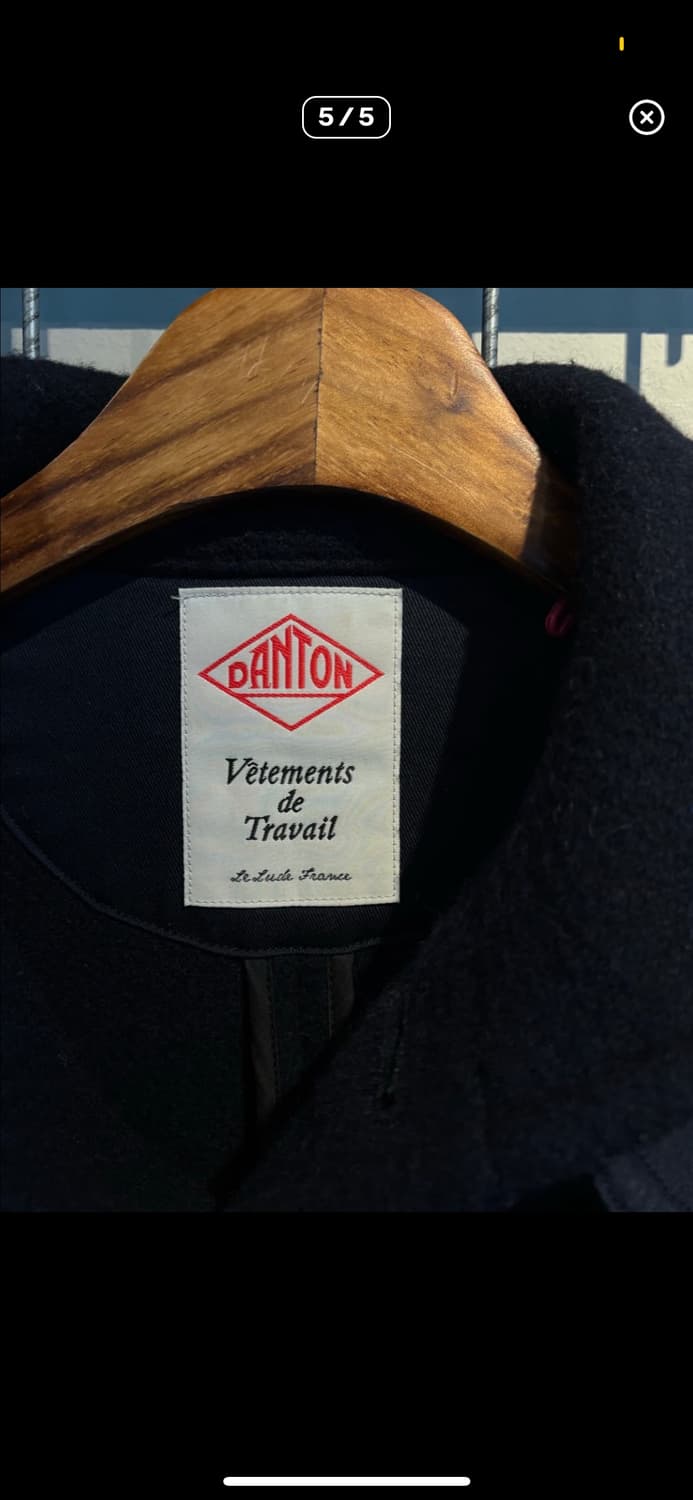 5/5
DANTON
Vêtements
de
Travail
Le Lude France